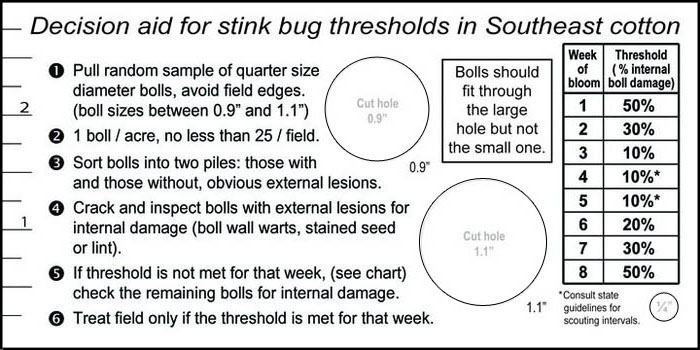 Decision aid for stink bug thresholds in Southeast cotton
2
1
❶ Pull random sample of quarter size
diameter bolls, avoid field edges.
(boll sizes between 0.9" and 1.1")
❷ 1 boll / acre, no less than 25 / field.
❸ Sort bolls into two piles: those with
and those without, obvious external lesions.
❹ Crack and inspect bolls with external lesions for
internal damage (boll wall warts, stained seed
or lint).
❺ If threshold is not met for that week, (see chart)
check the remaining bolls for internal damage.
❻ Treat field only if the threshold is met for that week.
Cut hole
0.9"
0.9"
Cut hole
1.1"
1.1"
Bolls should
fit through
the large
hole but not
the small one.
Week of bloom Threshold (% internal boll damage)
1 50%
2 30%
3 10%
4 10%*
5 10%*
6 20%
7 30%
8 50%
*Consult state
guidelines for
scouting intervals.
¼"